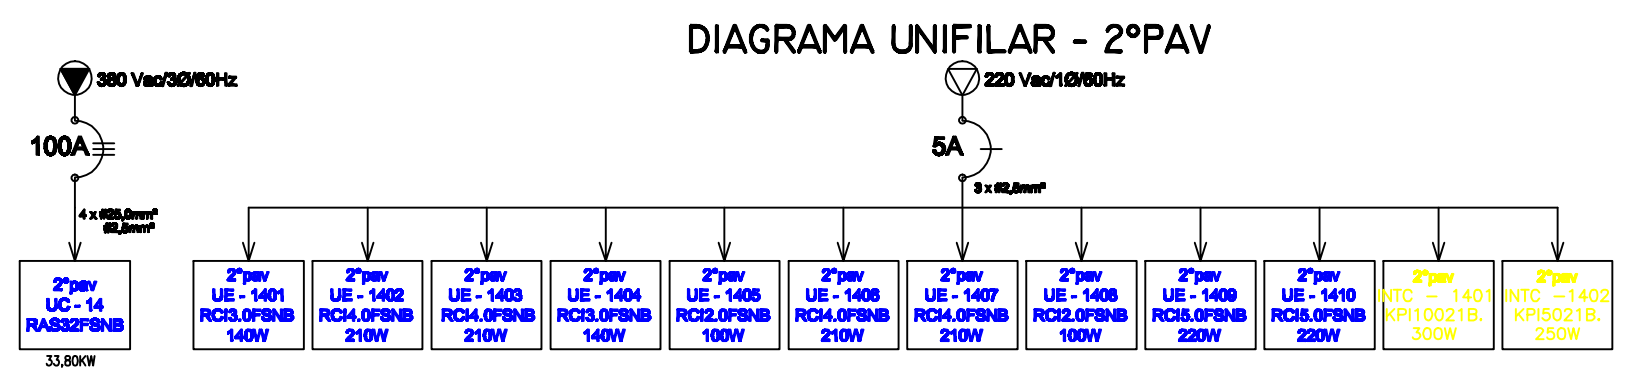 DIAGRAMA UNIFILAR - 2°PAV
380 Vac/3Ø/60Hz
220 Vac/1Ø/60Hz
100A
5A
3 x #2,5mm²
4 x #25,0mm²
#2,5mm²
2°pav
UC - 14
RAS32FSNB
33,80KW
2°pav
UE - 1401
RCI3.0FSNB
140W
2°pav
UE - 1402
RCI4.0FSNB
210W
2°pav
UE - 1403
RCI4.0FSNB
210W
2°pav
UE - 1404
RCI3.0FSNB
140W
2°pav
UE - 1405
RCI2.0FSNB
100W
2°pav
UE - 1406
RCI4.0FSNB
210W
2°pav
UE - 1407
RCI4.0FSNB
210W
2°pav
UE - 1408
RCI2.0FSNB
100W
2°pav
UE - 1409
RCI5.0FSNB
220W
2°pav
UE - 1410
RCI5.0FSNB
220W
2°pav
INTC - 1401
KPI10021B.
300W
2°pav
INTC -1402
KPI5021B.
250W